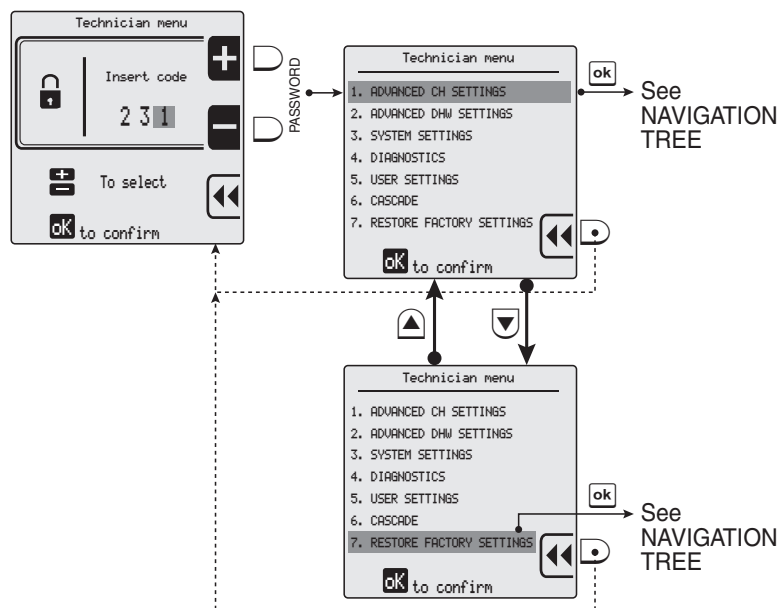 Technician menu
Insert code
2 3 1
+
-
+
-
To select
oK to confirm
PASSWORD
Technician menu
1. ADVANCED CH SETTINGS
2. ADVANCED DHW SETTINGS
3. SYSTEM SETTINGS
4. DIAGNOSTICS
5. USER SETTINGS
6. CASCADE
7. RESTORE FACTORY SETTINGS
oK to confirm
ok
See
NAVIGATION
TREE
Technician menu
1. ADVANCED CH SETTINGS
2. ADVANCED DHW SETTINGS
3. SYSTEM SETTINGS
4. DIAGNOSTICS
5. USER SETTINGS
6. CASCADE
7. RESTORE FACTORY SETTINGS
oK to confirm
ok
See
NAVIGATION
TREE